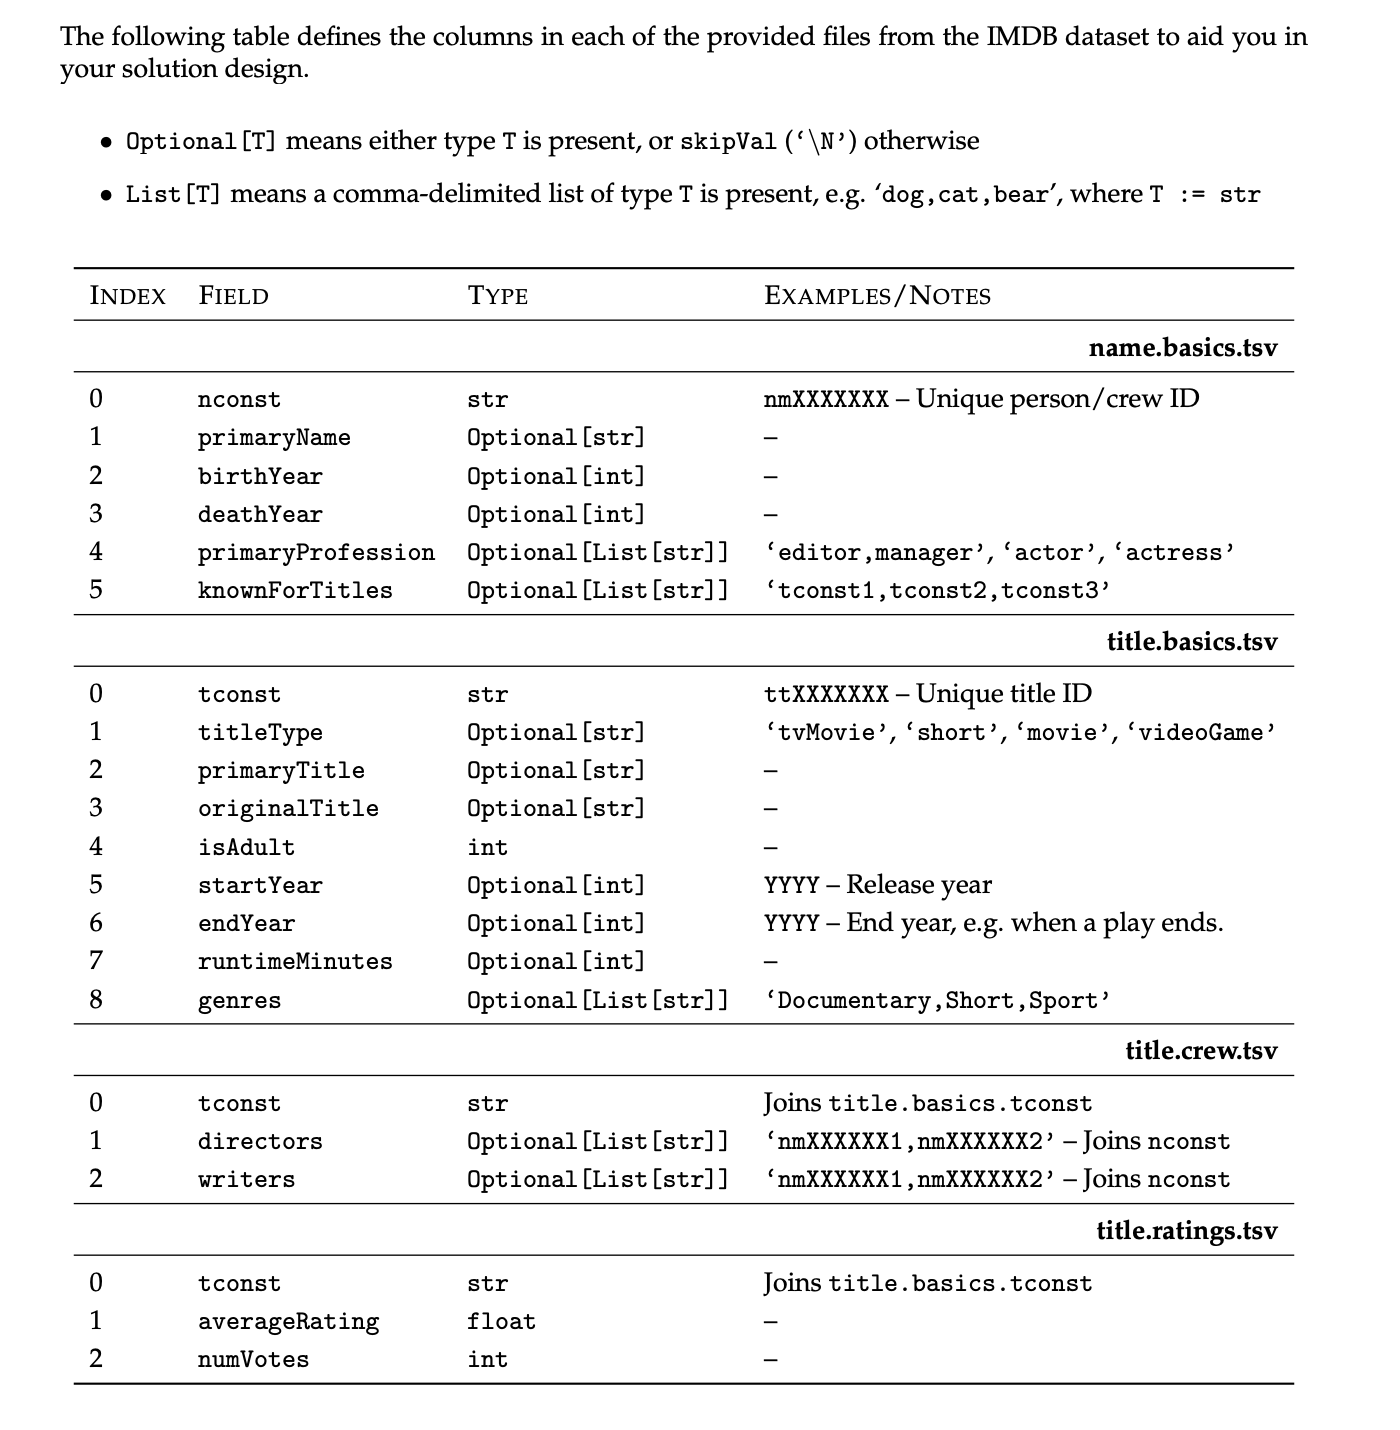 The following table defines the columns in each of the provided files from the IMDB dataset to aid you in
your solution design.
• Optional[T] means either type T is present, or skipVal (‘\N’) otherwise
• List[T] means a comma-delimited list of type T is present, e.g. ‘dog,cat,bear’, where T := str
INDEX FIELD TYPE EXAMPLES/NOTES
name.basics.tsv
0 nconst str nmXXXXXXX – Unique person/crew ID
1 primaryName Optional[str] –
2 birthYear Optional[int] –
3 deathYear Optional[int] –
4 primaryProfession Optional[List[str]] ‘editor,manager’, ‘actor’, ‘actress’
5 knownForTitles Optional[List[str]] ‘tconst1,tconst2,tconst3’
title.basics.tsv
0 tconst str ttXXXXXXX – Unique title ID
1 titleType Optional[str] ‘tvMovie’, ‘short’, ‘movie’, ‘videoGame’
2 primaryTitle Optional[str] –
3 originalTitle Optional[str] –
4 isAdult int –
5 startYear Optional[int] YYYY – Release year
6 endYear Optional[int] YYYY – End year, e.g. when a play ends.
7 runtimeMinutes Optional[int] –
8 genres Optional[List[str]] ‘Documentary,Short,Sport’
title.crew.tsv
0 tconst str Joins title.basics.tconst
1 directors Optional[List[str]] ‘nmXXXXXX1,nmXXXXXX2’ – Joins nconst
2 writers Optional[List[str]] ‘nmXXXXXX1,nmXXXXXX2’ – Joins nconst
title.ratings.tsv
0 tconst str Joins title.basics.tconst
1 averageRating float –
2 numVotes int –